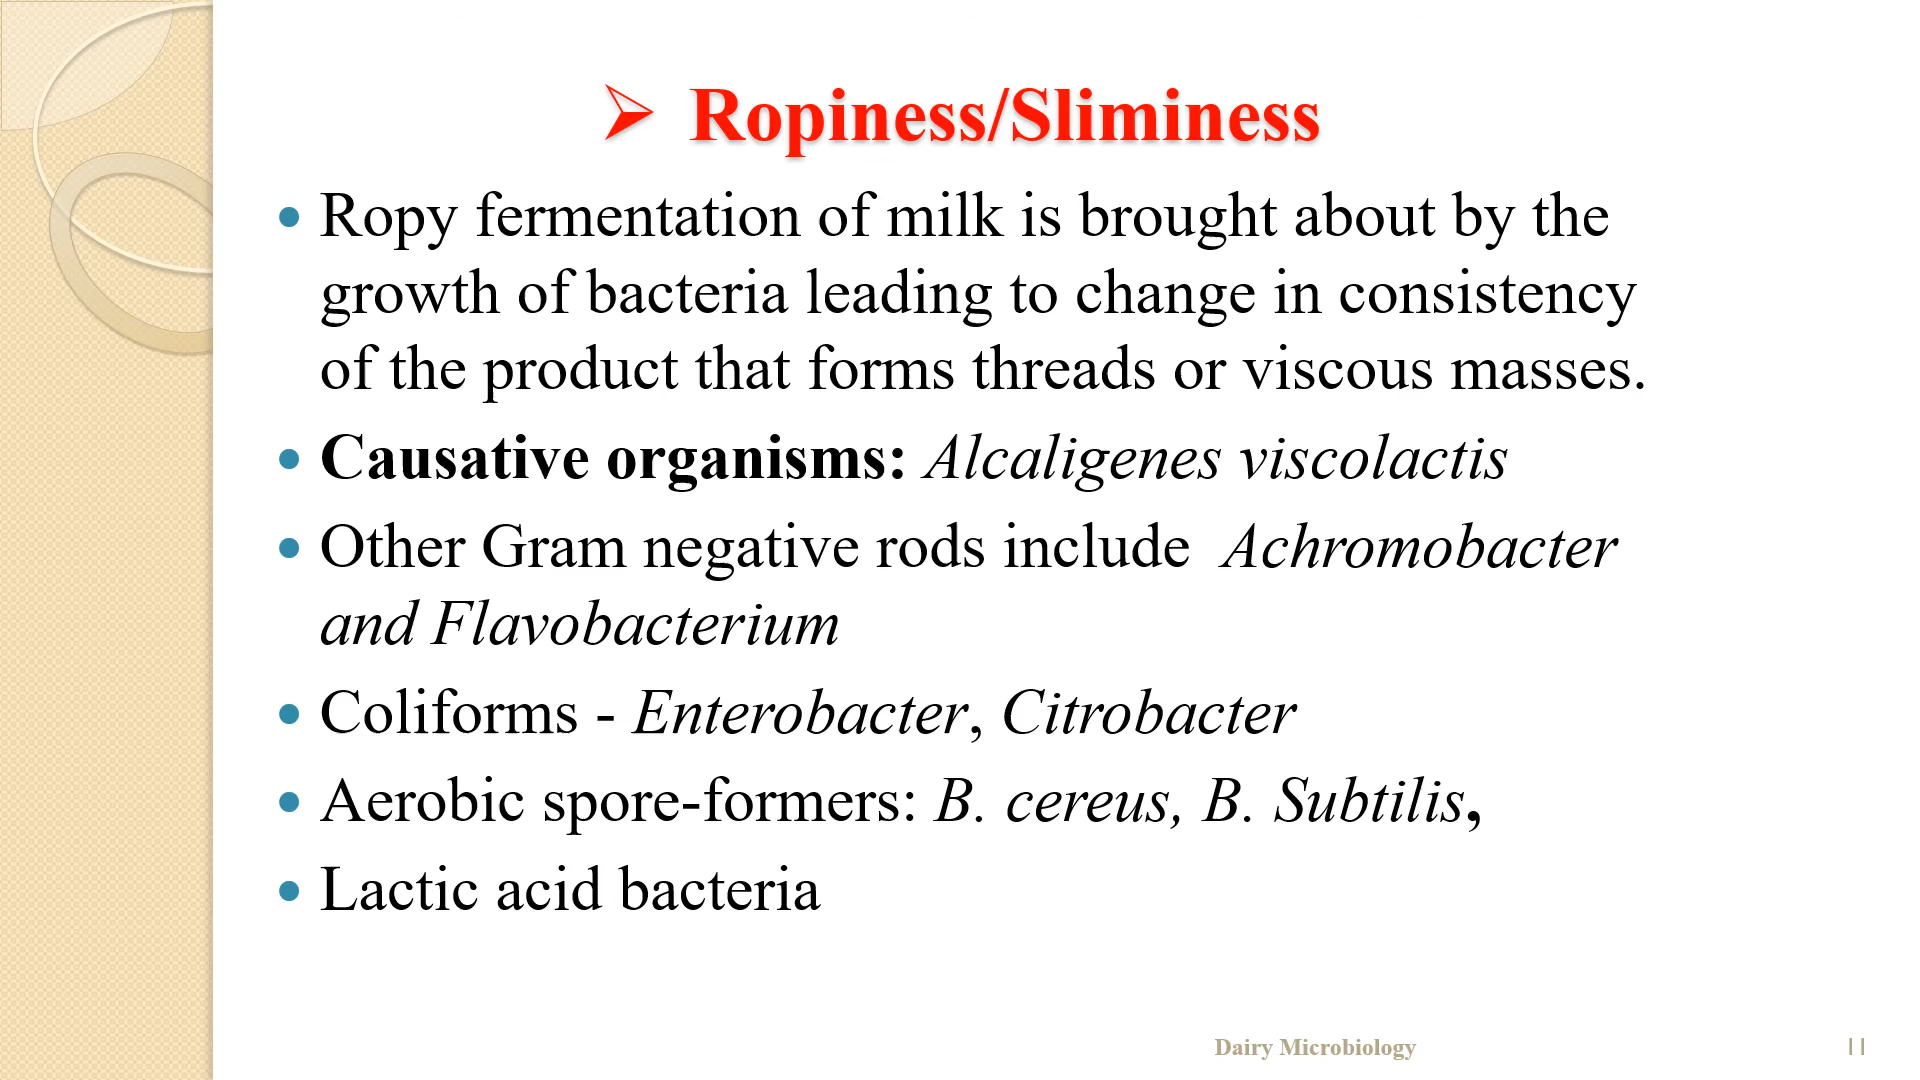 ➢ Ropiness/Sliminess
• Ropy fermentation of milk is brought about by the
growth of bacteria leading to change in consistency
of the product that forms threads or viscous masses.
• Causative organisms: Alcaligenes viscolactis
• Other Gram negative rods include  Achromobacter
and Flavobacterium
• Coliforms - Enterobacter, Citrobacter
• Aerobic spore-formers: B. cereus, B. Subtilis,
• Lactic acid bacteria
Dairy Microbiology
11